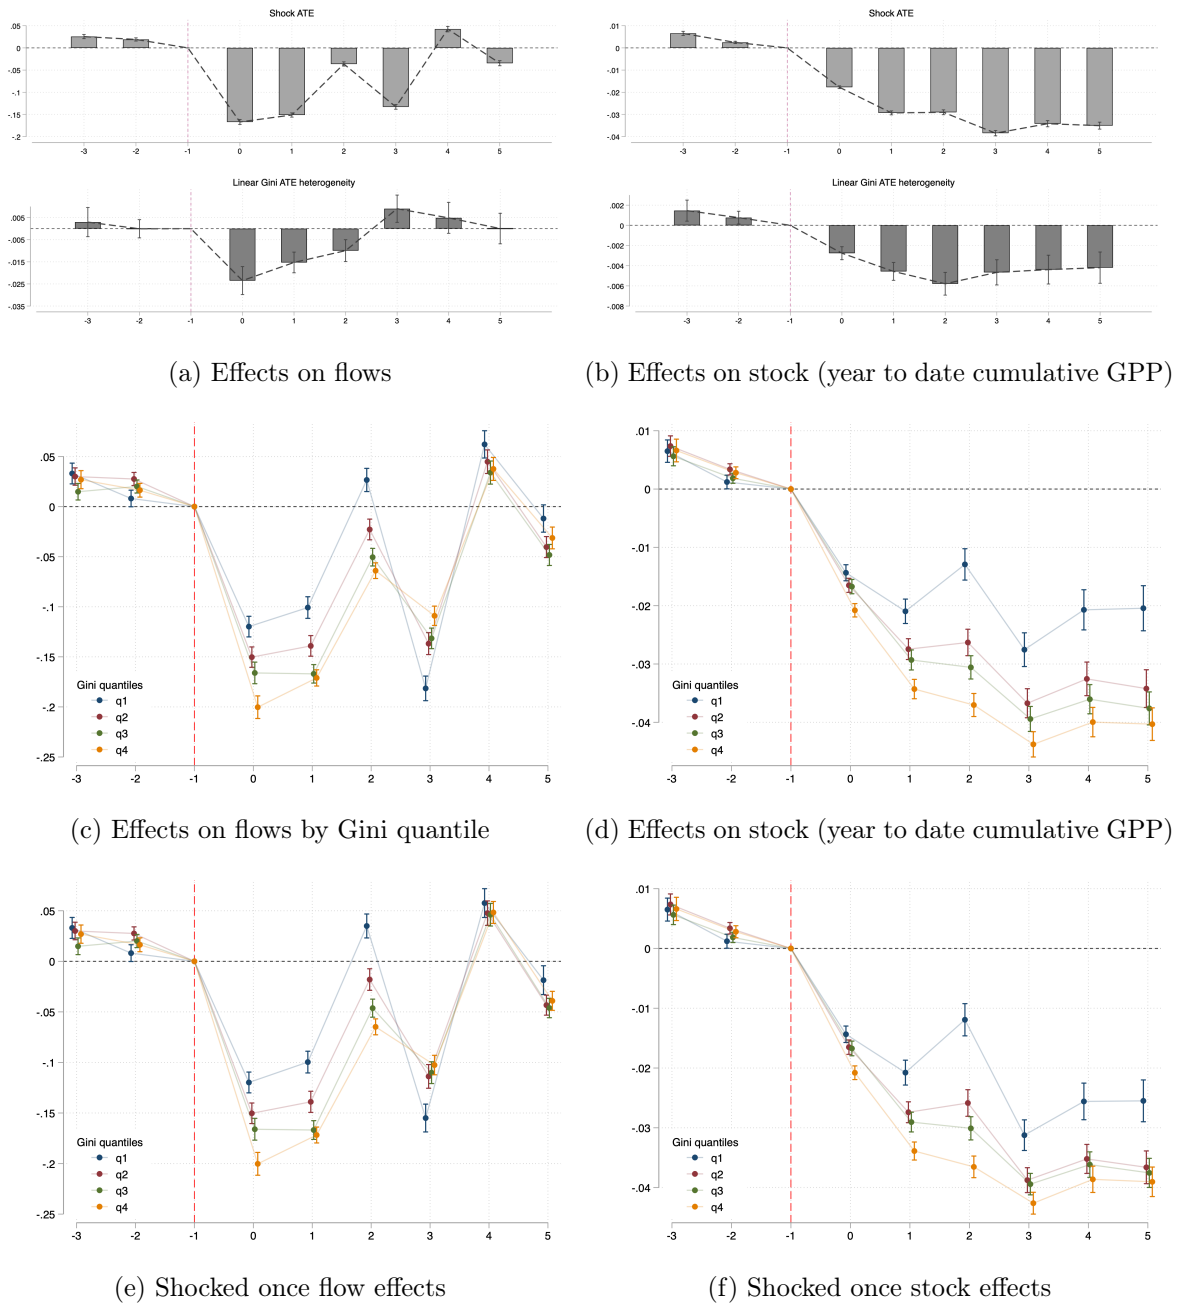 Shock ATE
.05
0
-.05
-.1
-.15
-.2
-3 -2 -1 0 1 2 3 4 5
Linear Gini ATE heterogeneity
.005
-.005
-.015
-.025
-.035
-3 -2 -1 0 1 2 3 4 5
(a) Effects on flows
Shock ATE
.01
0
-.01
-.02
-.03
-.04
-3 -2 -1 0 1 2 3 4 5
Linear Gini ATE heterogeneity
.002
0
-.002
-.004
-.006
-.008
-3 -2 -1 0 1 2 3 4 5
(b) Effects on stock (year to date cumulative GPP)
.05
0
-.05
-.1
-.15
-.2
-.25
Gini quantiles
q1
q2
q3
q4
-3 -2 -1 0 1 2 3 4 5
(c) Effects on flows by Gini quantile
.01
0
-.01
-.02
-.03
-.04
Gini quantiles
q1
q2
q3
q4
-3 -2 -1 0 1 2 3 4 5
(d) Effects on stock (year to date cumulative GPP)
.05
0
-.05
-.1
-.15
-.2
-.25
Gini quantiles
q1
q2
q3
q4
-3 -2 -1 0 1 2 3 4 5
(e) Shocked once flow effects
.01
0
-.01
-.02
-.03
-.04
Gini quantiles
q1
q2
q3
q4
-3 -2 -1 0 1 2 3 4 5
(f) Shocked once stock effects